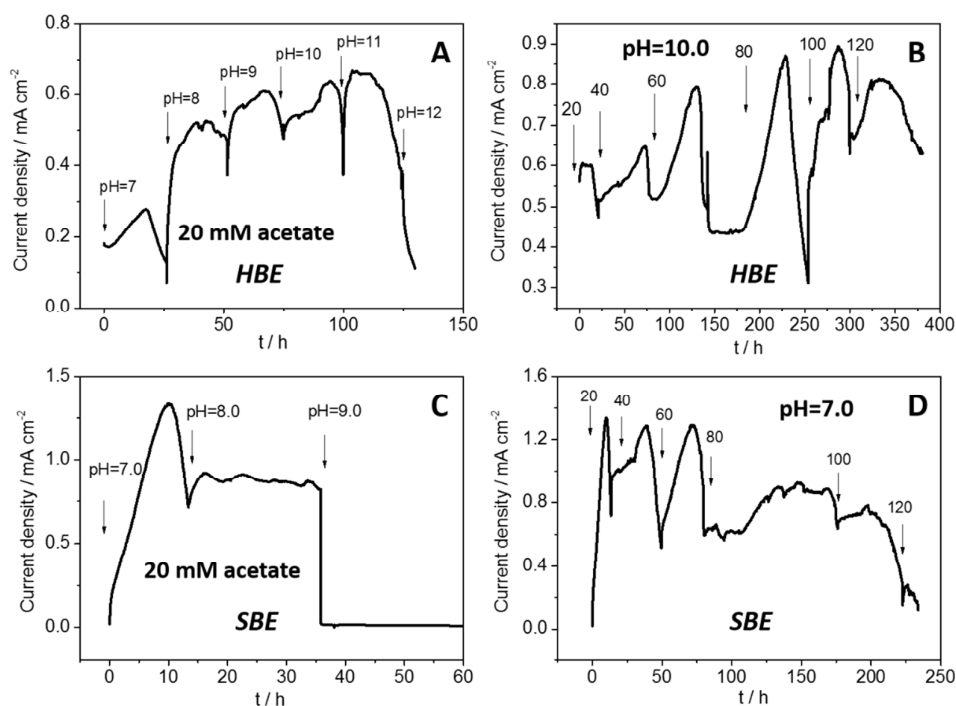 A
pH=7
pH=8
pH=9
pH=10
pH=11
pH=12
20 mM acetate
HBE
Current density / mA cm⁻²
0.8
0.6
0.4
0.2
0.0
0
50
100
150
t / h
B
pH=10.0
20
40
60
80
100
120
HBE
Current density / mA cm⁻²
0.9
0.8
0.7
0.6
0.5
0.4
0.3
0
50
100
150
200
250
300
350
400
t / h
C
pH=7.0
pH=8.0
pH=9.0
20 mM acetate
SBE
Current density / mA cm⁻²
1.5
1.0
0.5
0.0
0
10
20
30
40
50
60
t / h
D
pH=7.0
20
40
60
80
100
120
SBE
Current density / mA cm⁻²
1.6
1.2
0.8
0.4
0.0
0
50
100
150
200
250
t / h